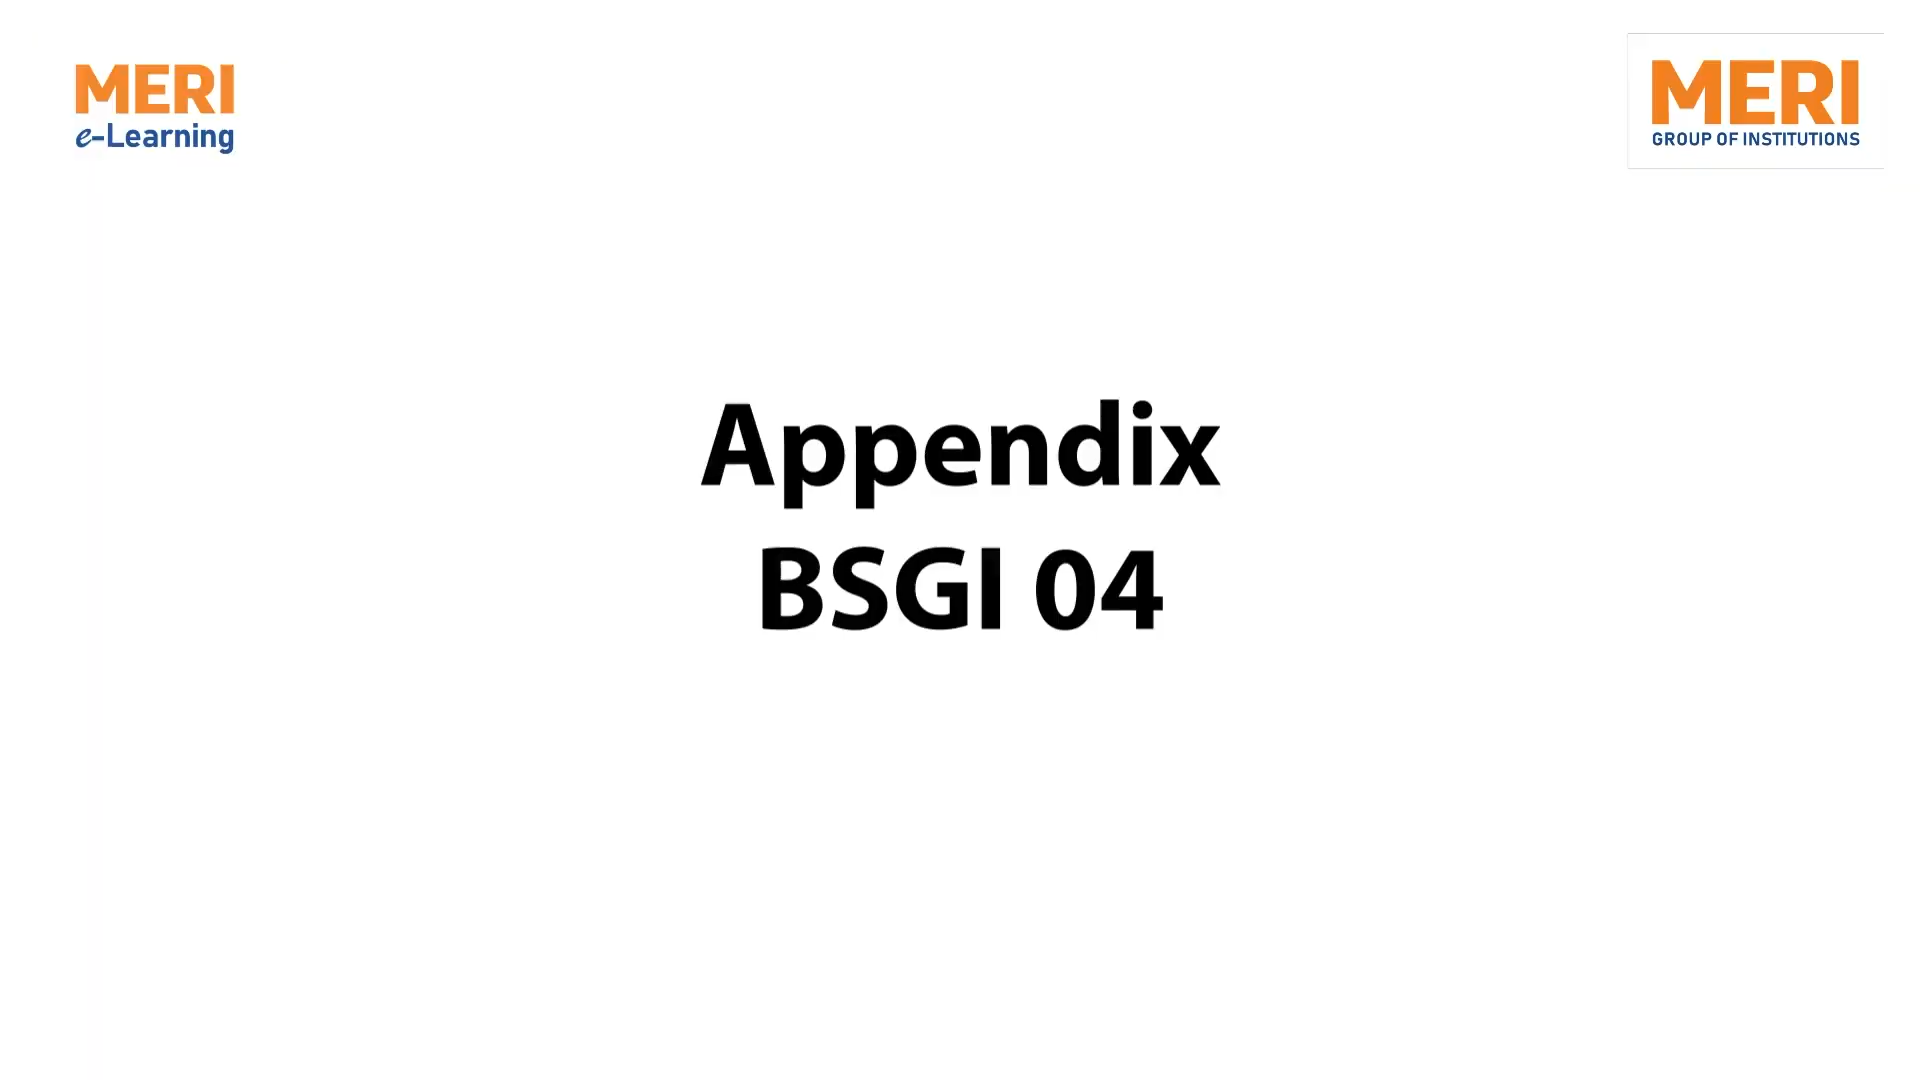 MERI
e-Learning
MERI
GROUP OF INSTITUTIONS
Appendix
BSGI 04